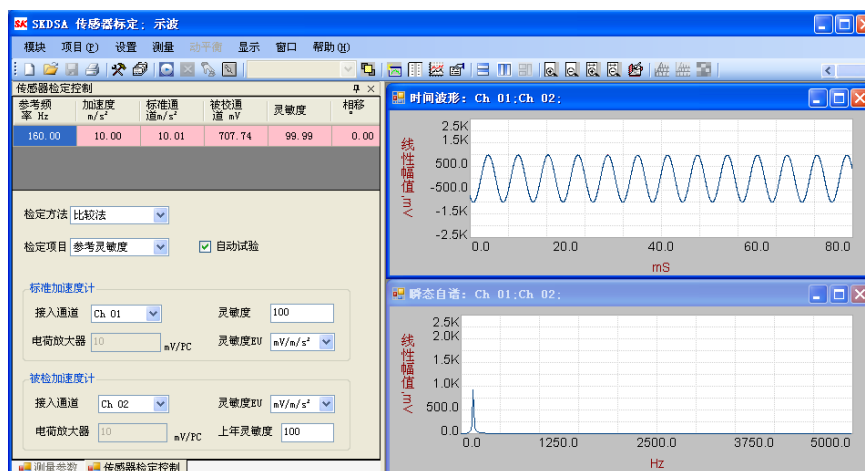 SKDSA 传感器标定: 示波
模块 项目(P) 设置 测量 动平衡 显示 窗口 帮助(H)
传感器检定控制
参考频率 Hz 加速度 m/s² 标准通道m/s² 被校通道 mV 灵敏度 相移 °
160.00 10.00 10.01 707.74 99.99 0.00
检定方法 比较法
检定项目 参考灵敏度 自动试验
标准加速度计
接入通道 Ch 01 灵敏度 100
电荷放大器 10 mV/PC 灵敏度EU mV/m/s²
被检加速度计
接入通道 Ch 02 灵敏度EU mV/m/s²
电荷放大器 10 mV/PC 上年灵敏度 100
测量参数 传感器检定控制
时间波形: Ch 01;Ch 02;
线性幅值,mV
2.5K
1.5K
500.0
-500.0
-1.5K
-2.5K
0.0 20.0 40.0 60.0 80.0
mS
瞬态自谱: Ch 01;Ch 02;
线性幅值,mV
2.5K
2.0K
1.5K
1.0K
500.0
0.0
0.0 1250.0 2500.0 3750.0 5000.0
Hz